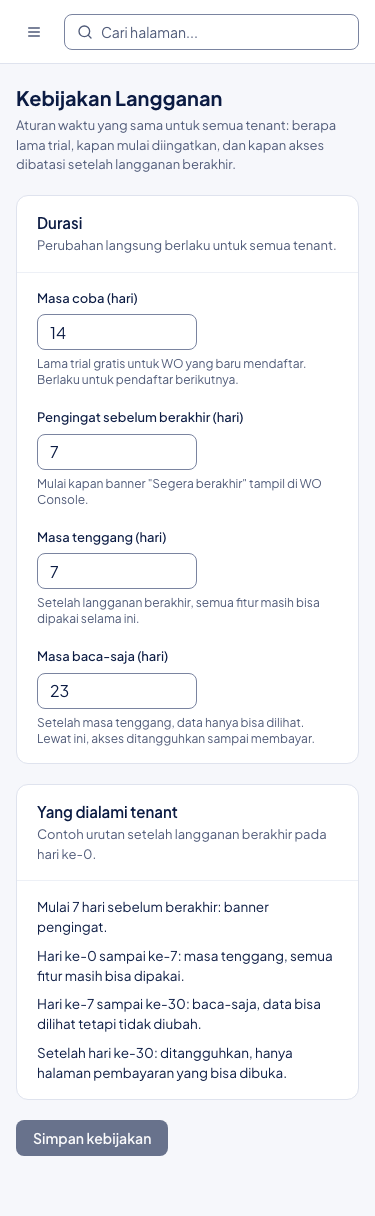 Cari halaman...
Kebijakan Langganan
Aturan waktu yang sama untuk semua tenant: berapa
lama trial, kapan mulai diingatkan, dan kapan akses
dibatasi setelah langganan berakhir.
Durasi
Perubahan langsung berlaku untuk semua tenant.
Masa coba (hari)
14
Lama trial gratis untuk WO yang baru mendaftar.
Berlaku untuk pendaftar berikutnya.
Pengingat sebelum berakhir (hari)
7
Mulai kapan banner "Segera berakhir" tampil di WO
Console.
Masa tenggang (hari)
7
Setelah langganan berakhir, semua fitur masih bisa
dipakai selama ini.
Masa baca-saja (hari)
23
Setelah masa tenggang, data hanya bisa dilihat.
Lewat ini, akses ditangguhkan sampai membayar.
Yang dialami tenant
Contoh urutan setelah langganan berakhir pada
hari ke-0.
Mulai 7 hari sebelum berakhir: banner
pengingat.
Hari ke-0 sampai ke-7: masa tenggang, semua
fitur masih bisa dipakai.
Hari ke-7 sampai ke-30: baca-saja, data bisa
dilihat tetapi tidak diubah.
Setelah hari ke-30: ditangguhkan, hanya
halaman pembayaran yang bisa dibuka.
Simpan kebijakan